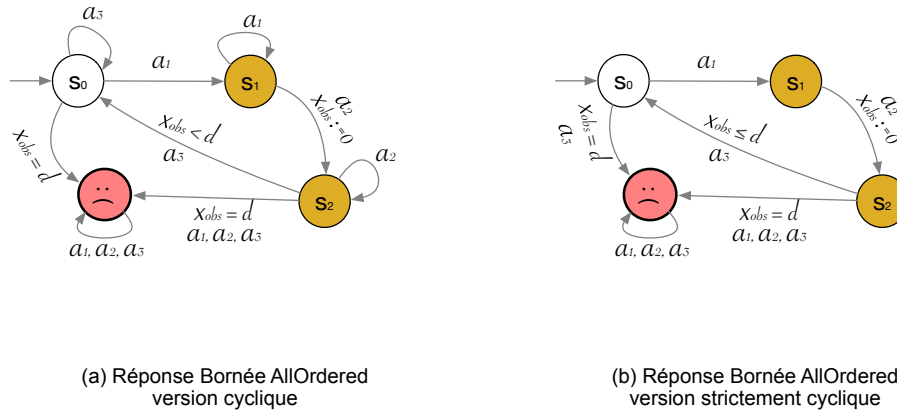 a3
a1
a1
S0
S1
a2
xobs := 0
xobs < d
a3
a2
xobs = d
S2
xobs = d
a1, a2, a3
a1, a2, a3
(a) Réponse Bornée AllOrdered
version cyclique
a1
S0
S1
a2
xobs := 0
xobs ≤ d
a3
xobs = d
a3
S2
xobs = d
a1, a2, a3
a1, a2, a3
(b) Réponse Bornée AllOrdered
version strictement cyclique